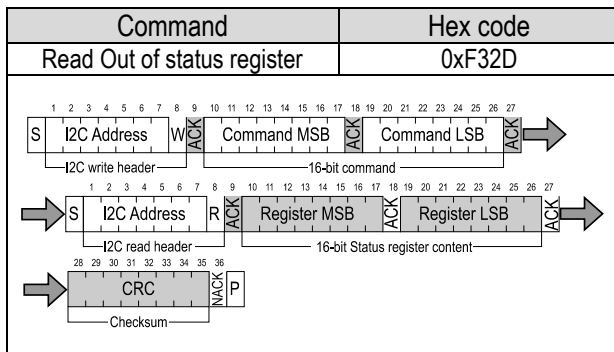 Command Hex code
Read Out of status register 0xF32D
1 2 3 4 5 6 7 8 9 10 11 12 13 14 15 16 17 18 19 20 21 22 23 24 25 26 27
S I2C Address W ACK Command MSB ACK Command LSB ACK
I2C write header 16-bit command
1 2 3 4 5 6 7 8 9 10 11 12 13 14 15 16 17 18 19 20 21 22 23 24 25 26 27
S I2C Address R ACK Register MSB ACK Register LSB ACK
I2C read header 16-bit Status register content
28 29 30 31 32 33 34 35 36
CRC NACK P
Checksum